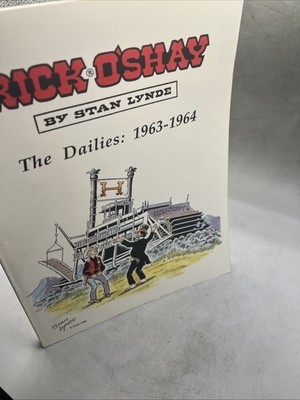 RICK® O'SHAY
BY STAN LYNDE
The Dailies: 1963-1964
H